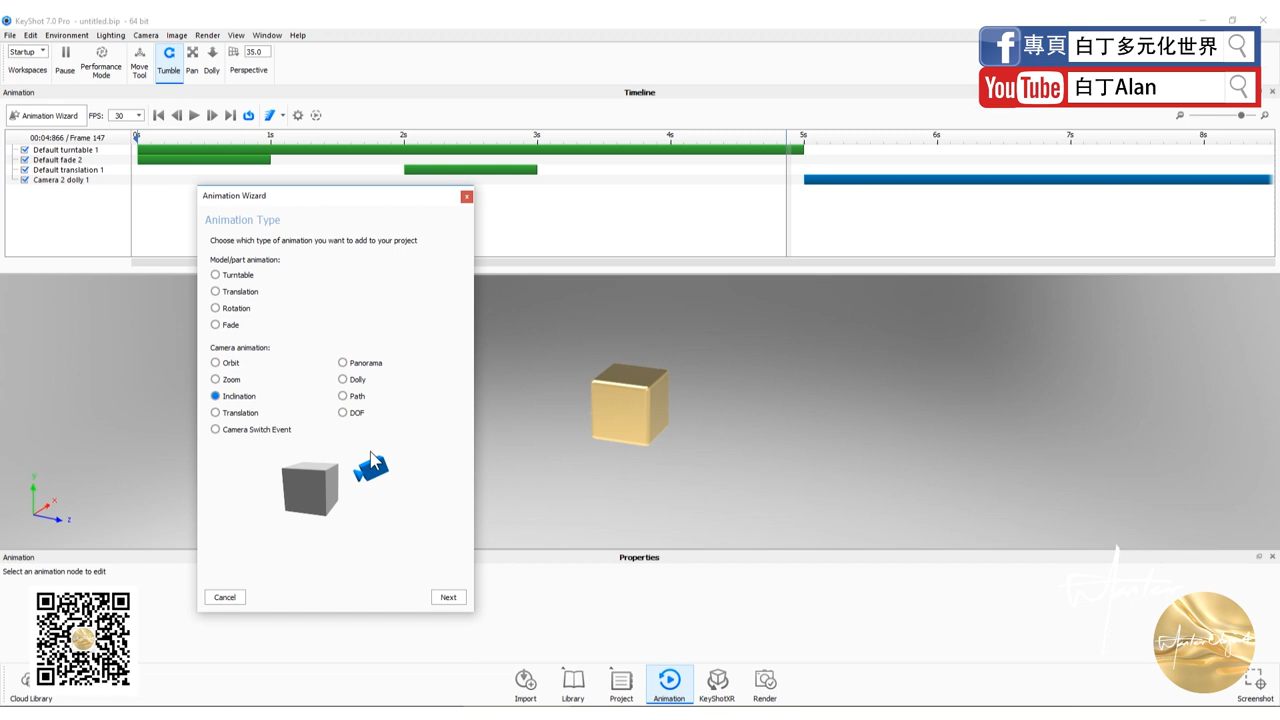 KeyShot 7.0 Pro - untitled.bip - 64 bit
File Edit Environment Lighting Camera Image Render View Window Help
Startup
35.0
Workspaces Pause Performance Mode Move Tool Tumble Pan Dolly Perspective
f 專頁 白丁多元化世界
YouTube 白丁Alan
Animation Timeline
Animation Wizard FPS: 30
00:04:866 / Frame 147
0s 1s 2s 3s 4s 5s 6s 7s 8s
Default turntable 1
Default fade 2
Default translation 1
Camera 2 dolly 1
Animation Wizard
Animation Type
Choose which type of animation you want to add to your project
Model/part animation:
Turntable
Translation
Rotation
Fade
Camera animation:
Orbit Panorama
Zoom Dolly
Inclination Path
Translation DOF
Camera Switch Event
Cancel Next
y
x
z
Animation Properties
Select an animation node to edit
Cloud Library Import Library Project Animation KeyShotXR Render Screenshot